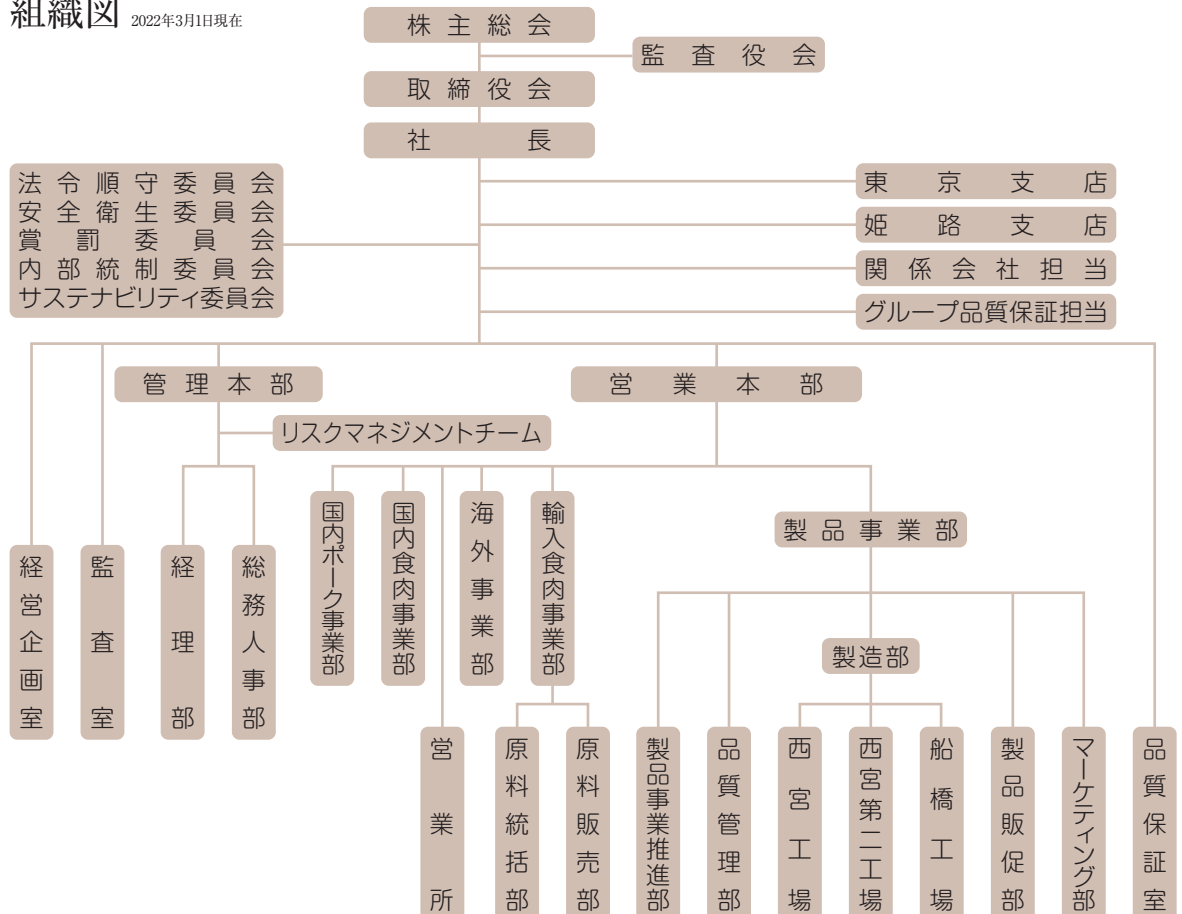 組織図 2022年3月1日現在
株主総会
監査役会
取締役会
社長
法令順守委員会
安全衛生委員会
賞罰委員会
内部統制委員会
サステナビリティ委員会
東京支店
姫路支店
関係会社担当
グループ品質保証担当
管理本部
営業本部
リスクマネジメントチーム
経営企画室
監査室
経理部
総務人事部
国内ポーク事業部
国内食肉事業部
海外事業部
輸入食肉事業部
製品事業部
製造部
営業所
原料統括部
原料販売部
製品事業推進部
品質管理部
西宮工場
西宮第二工場
船橋工場
製品販促部
マーケティング部
品質保証室